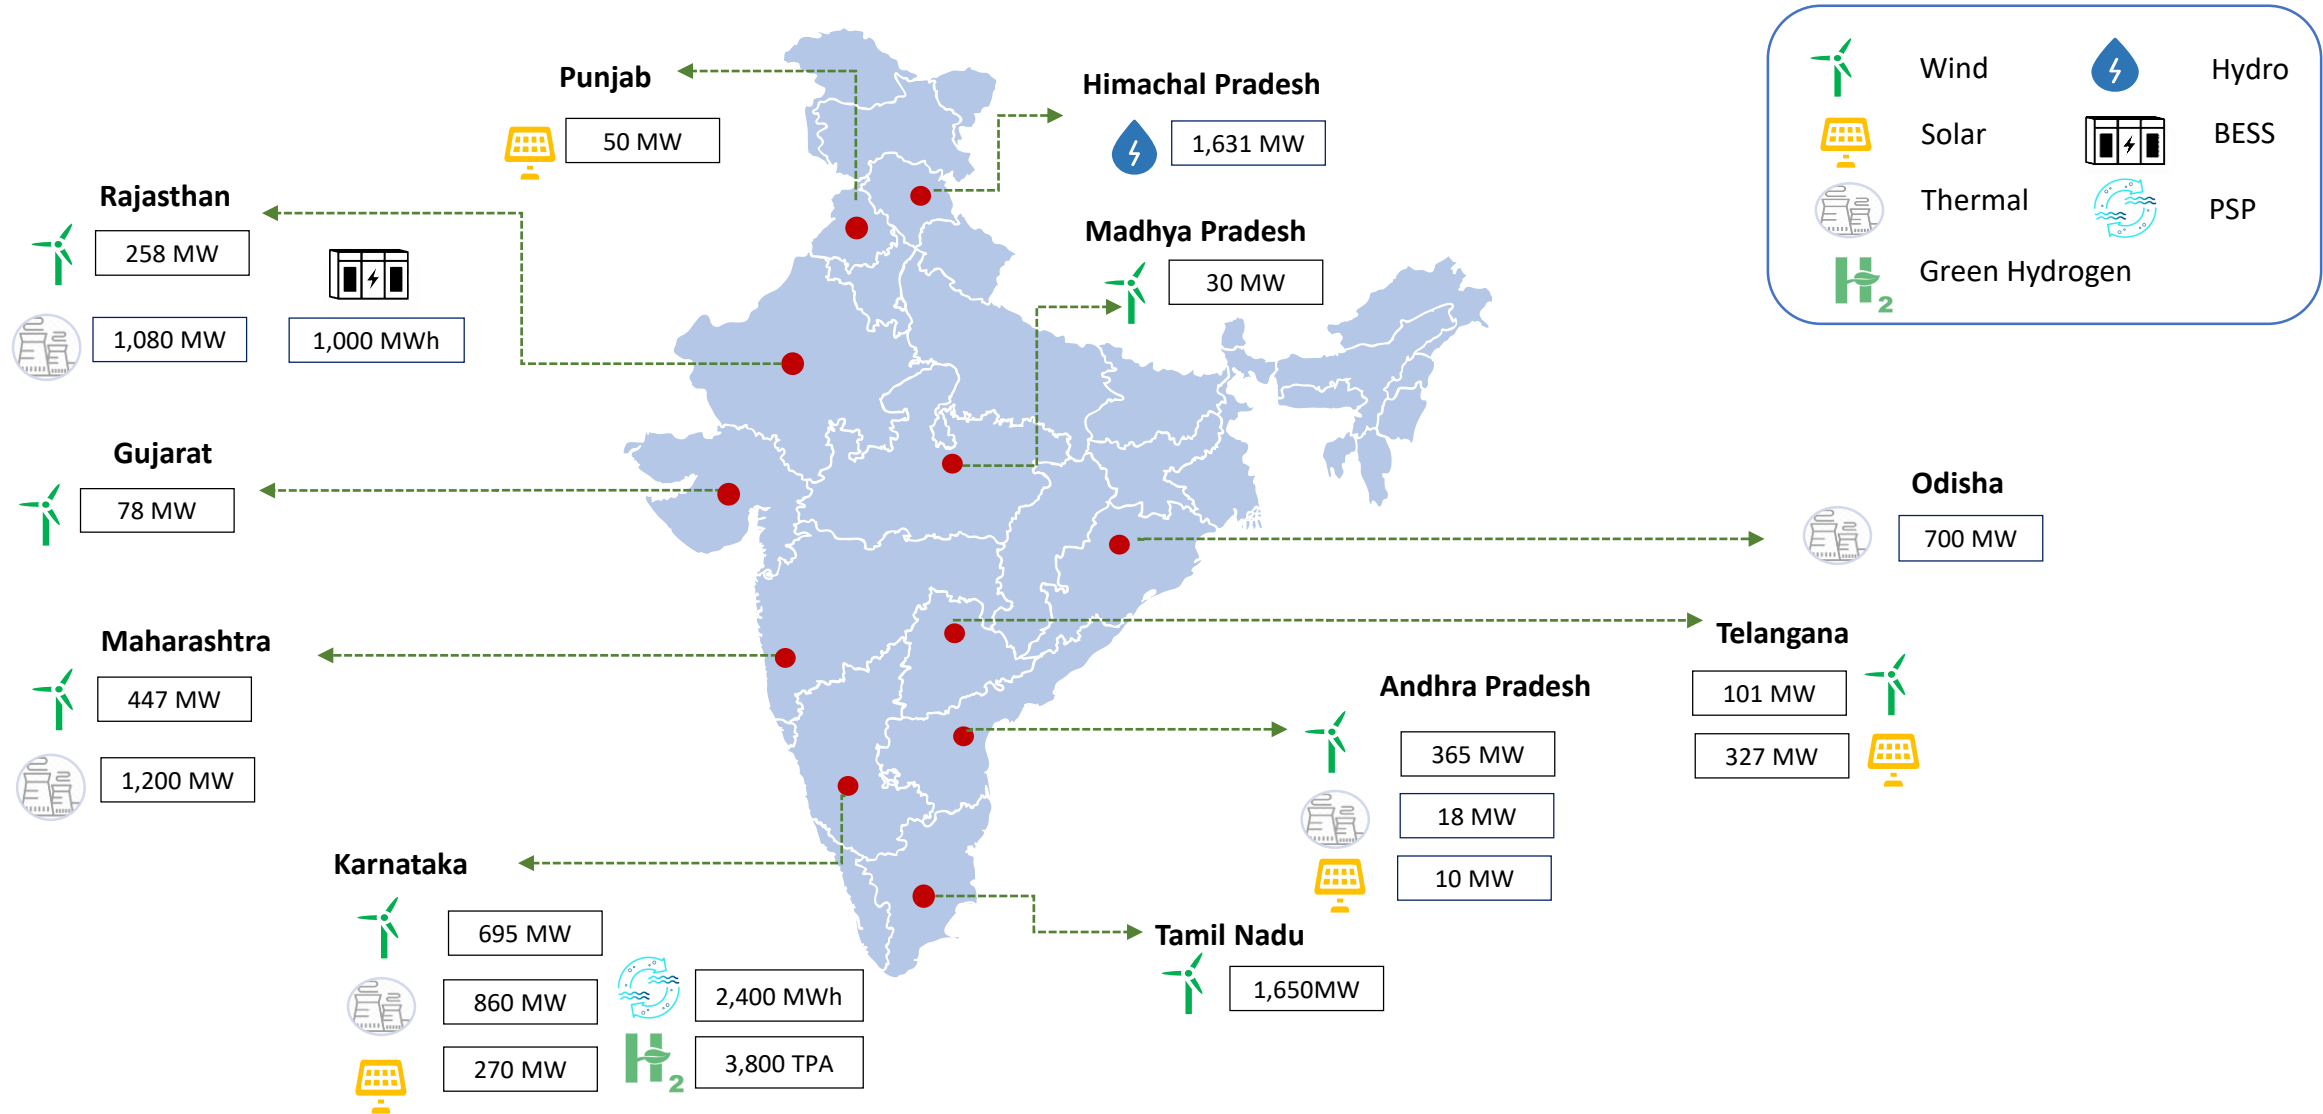 Punjab
50 MW
Himachal Pradesh
1,631 MW
Wind
Hydro
Solar
BESS
Thermal
PSP
Green Hydrogen
H2
Rajasthan
258 MW
1,080 MW
1,000 MWh
Madhya Pradesh
30 MW
Gujarat
78 MW
Odisha
700 MW
Maharashtra
447 MW
1,200 MW
Telangana
101 MW
327 MW
Andhra Pradesh
365 MW
18 MW
10 MW
Karnataka
695 MW
860 MW
2,400 MWh
270 MW
H2
3,800 TPA
Tamil Nadu
1,650MW